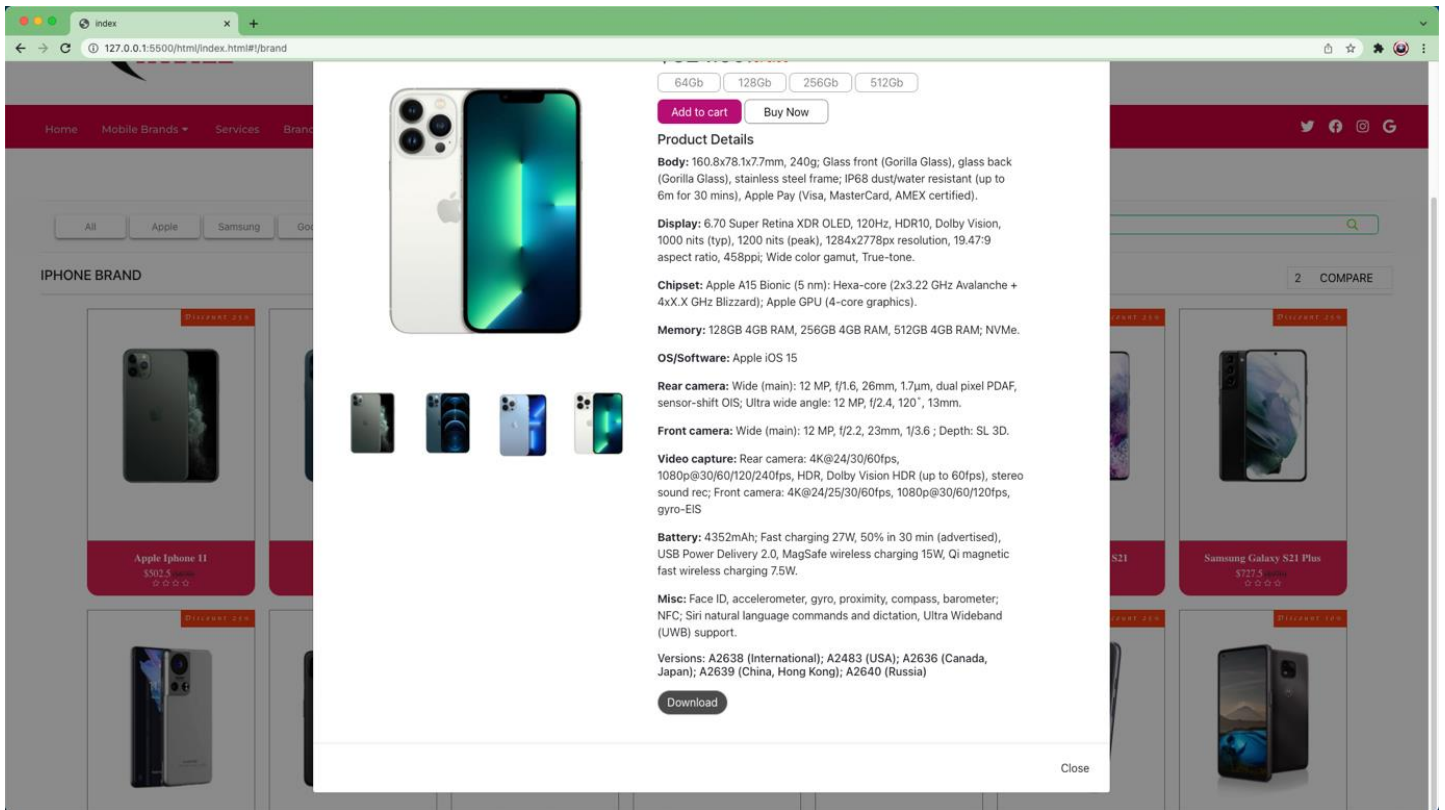 index
127.0.0.1:5500/html/index.html#!/brand
64Gb 128Gb 256Gb 512Gb
Add to cart Buy Now
Home Mobile Brands Services
Product Details
Body: 160.8x78.1x7.7mm, 240g; Glass front (Gorilla Glass), glass back
(Gorilla Glass), stainless steel frame; IP68 dust/water resistant (up to
6m for 30 mins), Apple Pay (Visa, MasterCard, AMEX certified).
All Apple Samsung
Display: 6.70 Super Retina XDR OLED, 120Hz, HDR10, Dolby Vision,
1000 nits (typ), 1200 nits (peak), 1284x2778px resolution, 19.47:9
aspect ratio, 458ppi; Wide color gamut, True-tone.
IPHONE BRAND
2 COMPARE
Chipset: Apple A15 Bionic (5 nm): Hexa-core (2x3.22 GHz Avalanche +
4xX.X GHz Blizzard); Apple GPU (4-core graphics).
Discount 25%
Discount 25%
Memory: 128GB 4GB RAM, 256GB 4GB RAM, 512GB 4GB RAM; NVMe.
OS/Software: Apple iOS 15
Rear camera: Wide (main): 12 MP, f/1.6, 26mm, 1.7µm, dual pixel PDAF,
sensor-shift OIS; Ultra wide angle: 12 MP, f/2.4, 120˚, 13mm.
Front camera: Wide (main): 12 MP, f/2.2, 23mm, 1/3.6 ; Depth: SL 3D.
Video capture: Rear camera: 4K@24/30/60fps,
1080p@30/60/120/240fps, HDR, Dolby Vision HDR (up to 60fps), stereo
sound rec; Front camera: 4K@24/25/30/60fps, 1080p@30/60/120fps,
gyro-EIS
Battery: 4352mAh; Fast charging 27W, 50% in 30 min (advertised),
USB Power Delivery 2.0, MagSafe wireless charging 15W, Qi magnetic
fast wireless charging 7.5W.
Apple Iphone 11
$502.5
S21
Samsung Galaxy S21 Plus
$727.5
Misc: Face ID, accelerometer, gyro, proximity, compass, barometer;
NFC; Siri natural language commands and dictation, Ultra Wideband
(UWB) support.
Discount 25%
Versions: A2638 (International); A2483 (USA); A2636 (Canada,
Japan); A2639 (China, Hong Kong); A2640 (Russia)
Download
Close